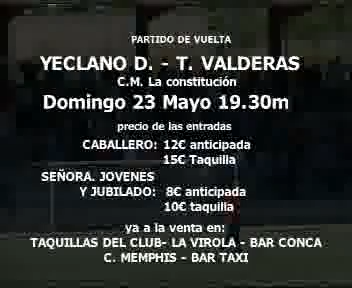 PARTIDO DE VUELTA
YECLANO D. - T. VALDERAS
C.M. La constitución
Domingo 23 Mayo 19.30m
precio de las entradas
CABALLERO: 12€ anticipada
15€ Taquilla
SEÑORA. JOVENES
Y JUBILADO: 8€ anticipada
10€ taquilla
ya a la venta en:
TAQUILLAS DEL CLUB- LA VIROLA - BAR CONCA
C. MEMPHIS - BAR TAXI